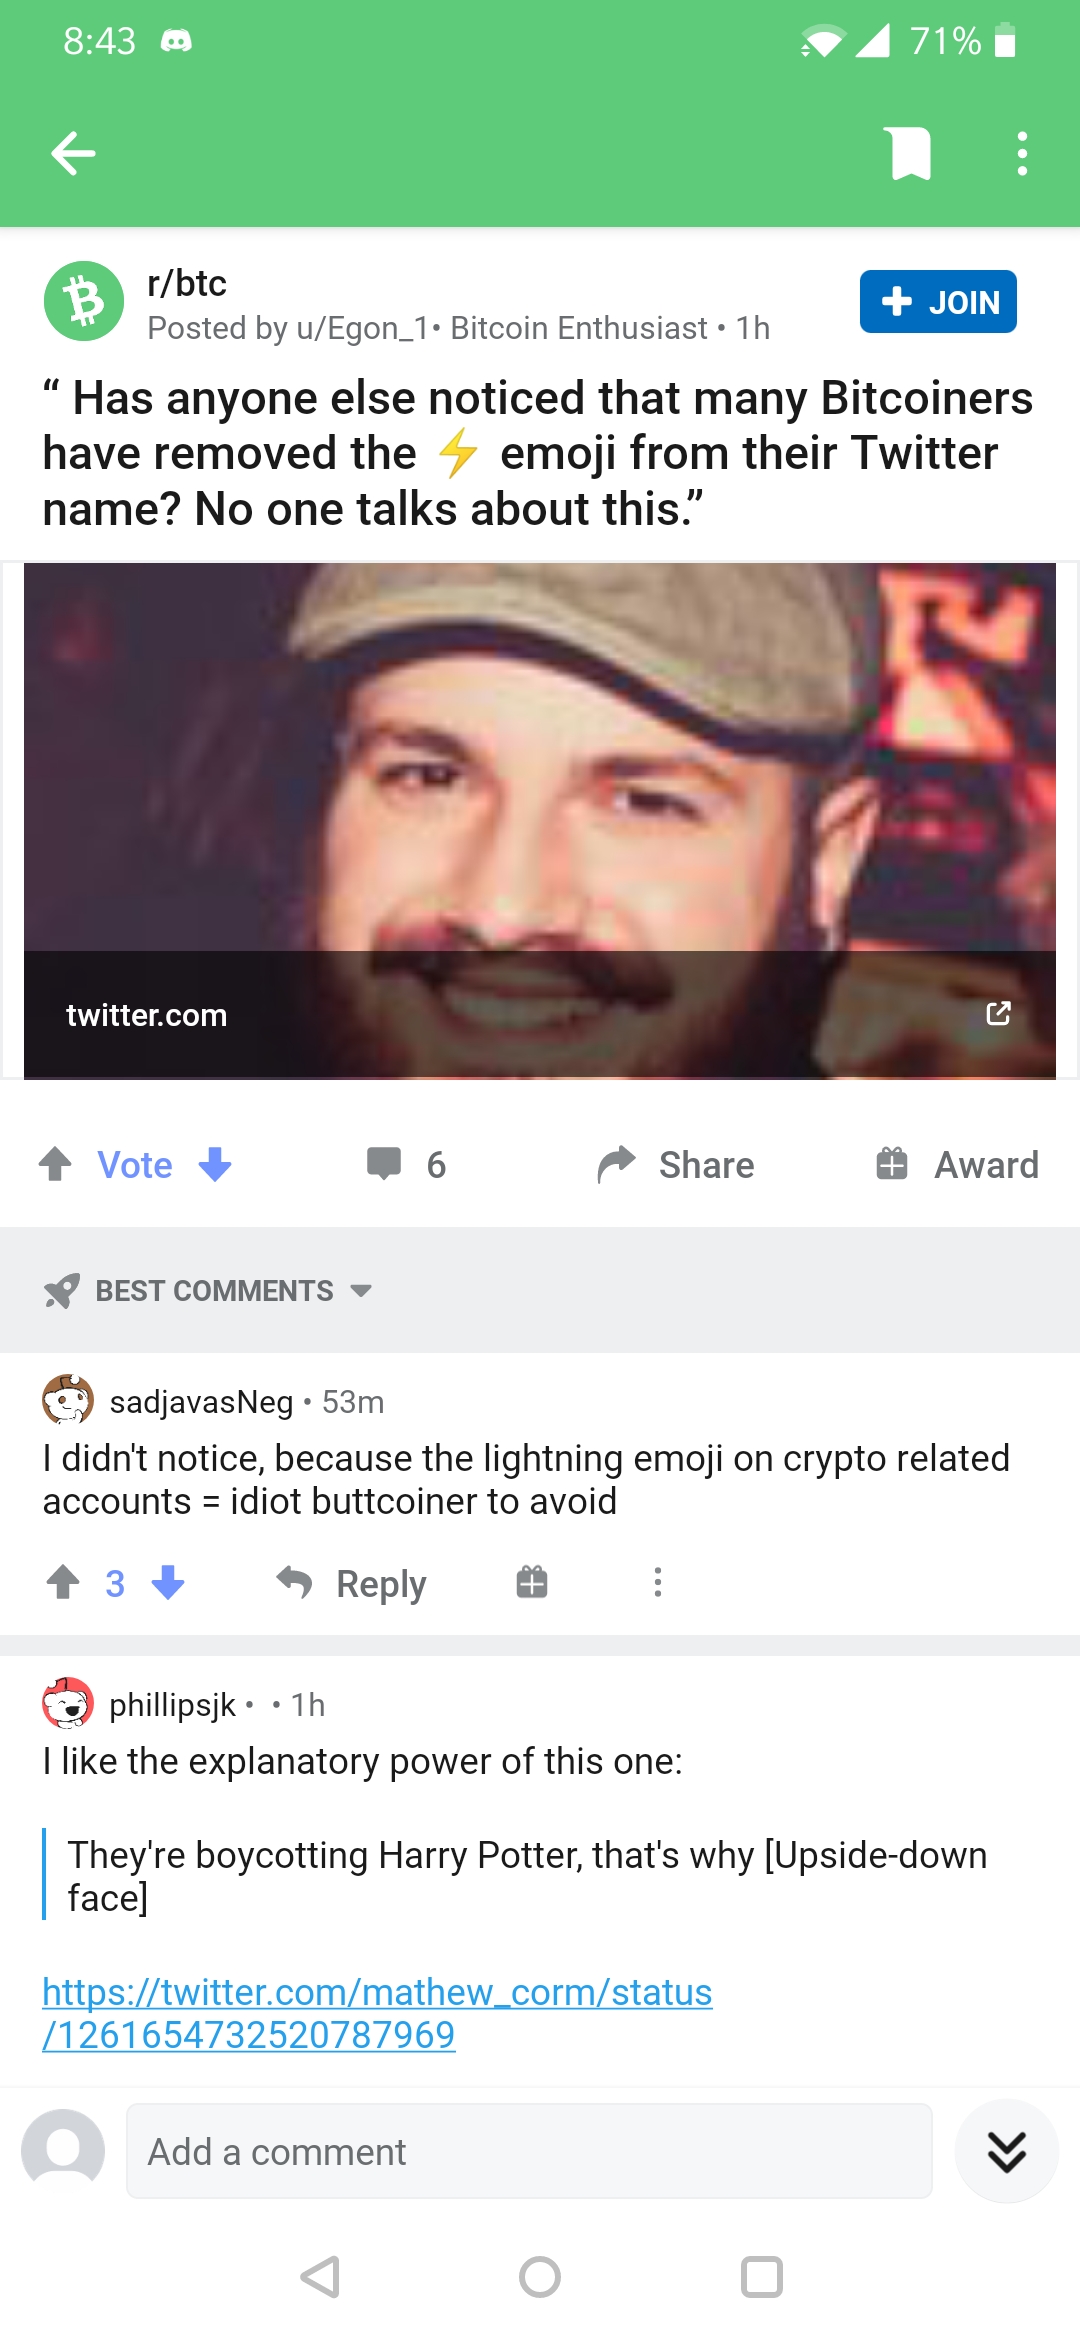 8:43
71%
r/btc
JOIN
Posted by u/Egon_1• Bitcoin Enthusiast • 1h
“ Has anyone else noticed that many Bitcoiners
have removed the ⚡ emoji from their Twitter
name? No one talks about this.”
twitter.com
Vote
6
Share
Award
BEST COMMENTS
sadjavasNeg • 53m
I didn't notice, because the lightning emoji on crypto related
accounts = idiot buttcoiner to avoid
3
Reply
phillipsjk • • 1h
I like the explanatory power of this one:
They're boycotting Harry Potter, that's why [Upside-down
face]
https://twitter.com/mathew_corm/status
/1261654732520787969
Add a comment